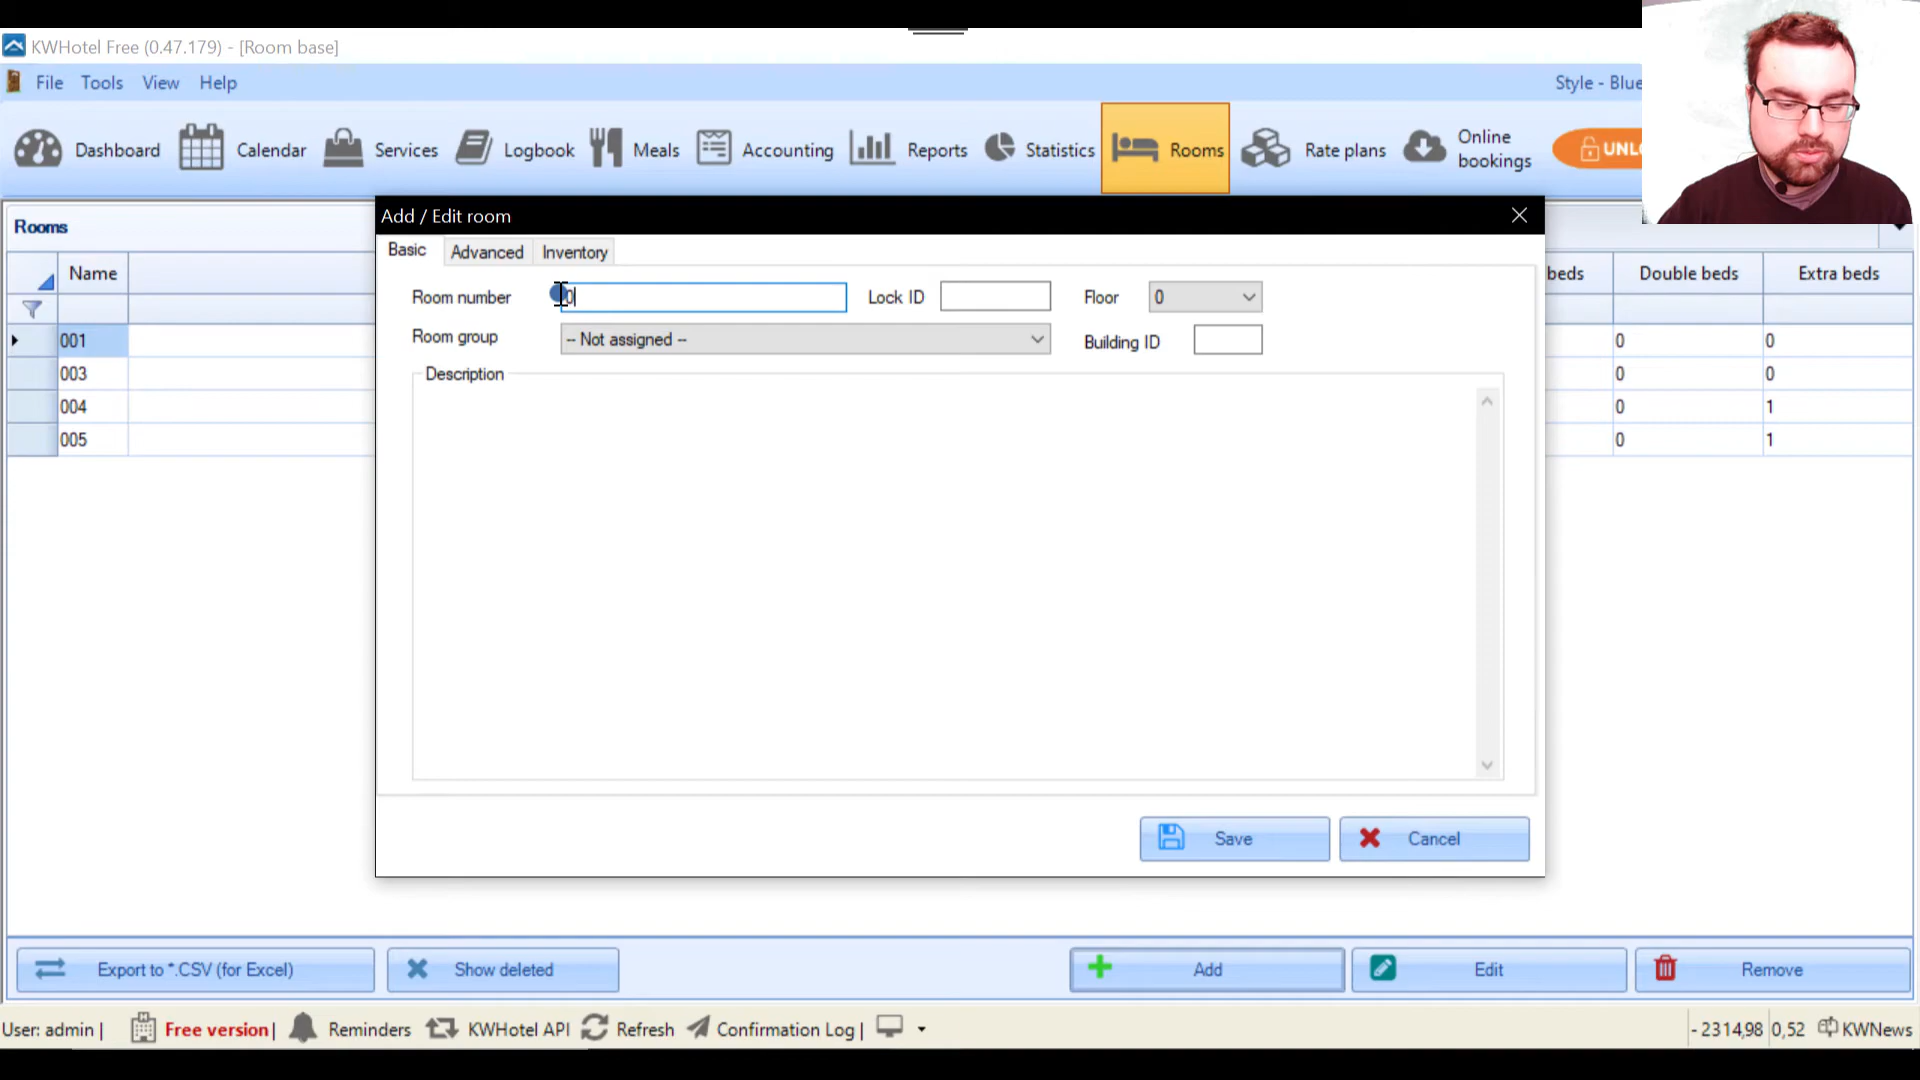 KWHotel Free (0.47.179) - [Room base]
File Tools View Help Style - Blue
Dashboard Calendar Services Logbook Meals Accounting Reports Statistics Rooms Rate plans Online bookings
Rooms
Add / Edit room
Basic Advanced Inventory
Name beds Double beds Extra beds
Room number 0 Lock ID Floor 0
Room group -- Not assigned -- Building ID
001 0 0
Description
003 0 0
004 0 1
005 0 1
Save Cancel
Export to *.CSV (for Excel) Show deleted Add Edit Remove
User: admin | Free version | Reminders KWHotel API Refresh Confirmation Log | - 2314,98 0,52 KWNews